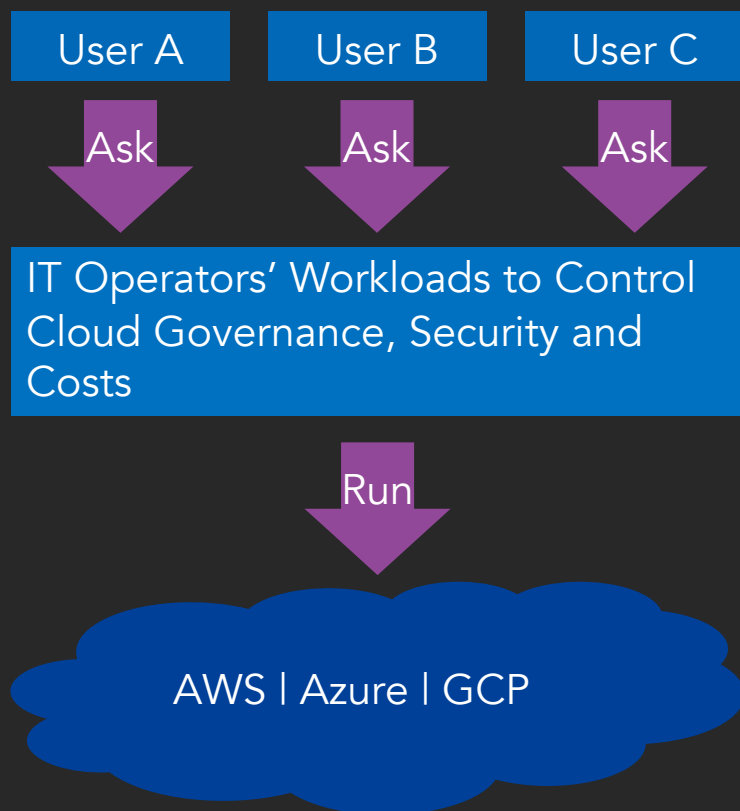 User A User B User C
Ask Ask Ask
IT Operators’ Workloads to Control
Cloud Governance, Security and
Costs
Run
AWS | Azure | GCP